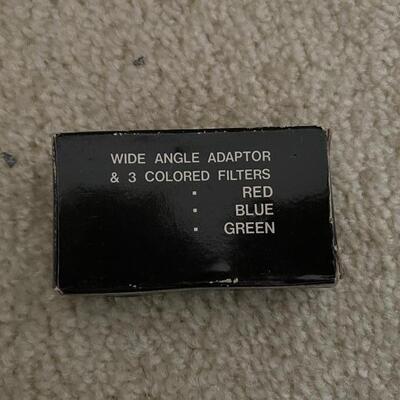 WIDE ANGLE ADAPTOR
& 3 COLORED FILTERS
▪ RED
▪ BLUE
▪ GREEN